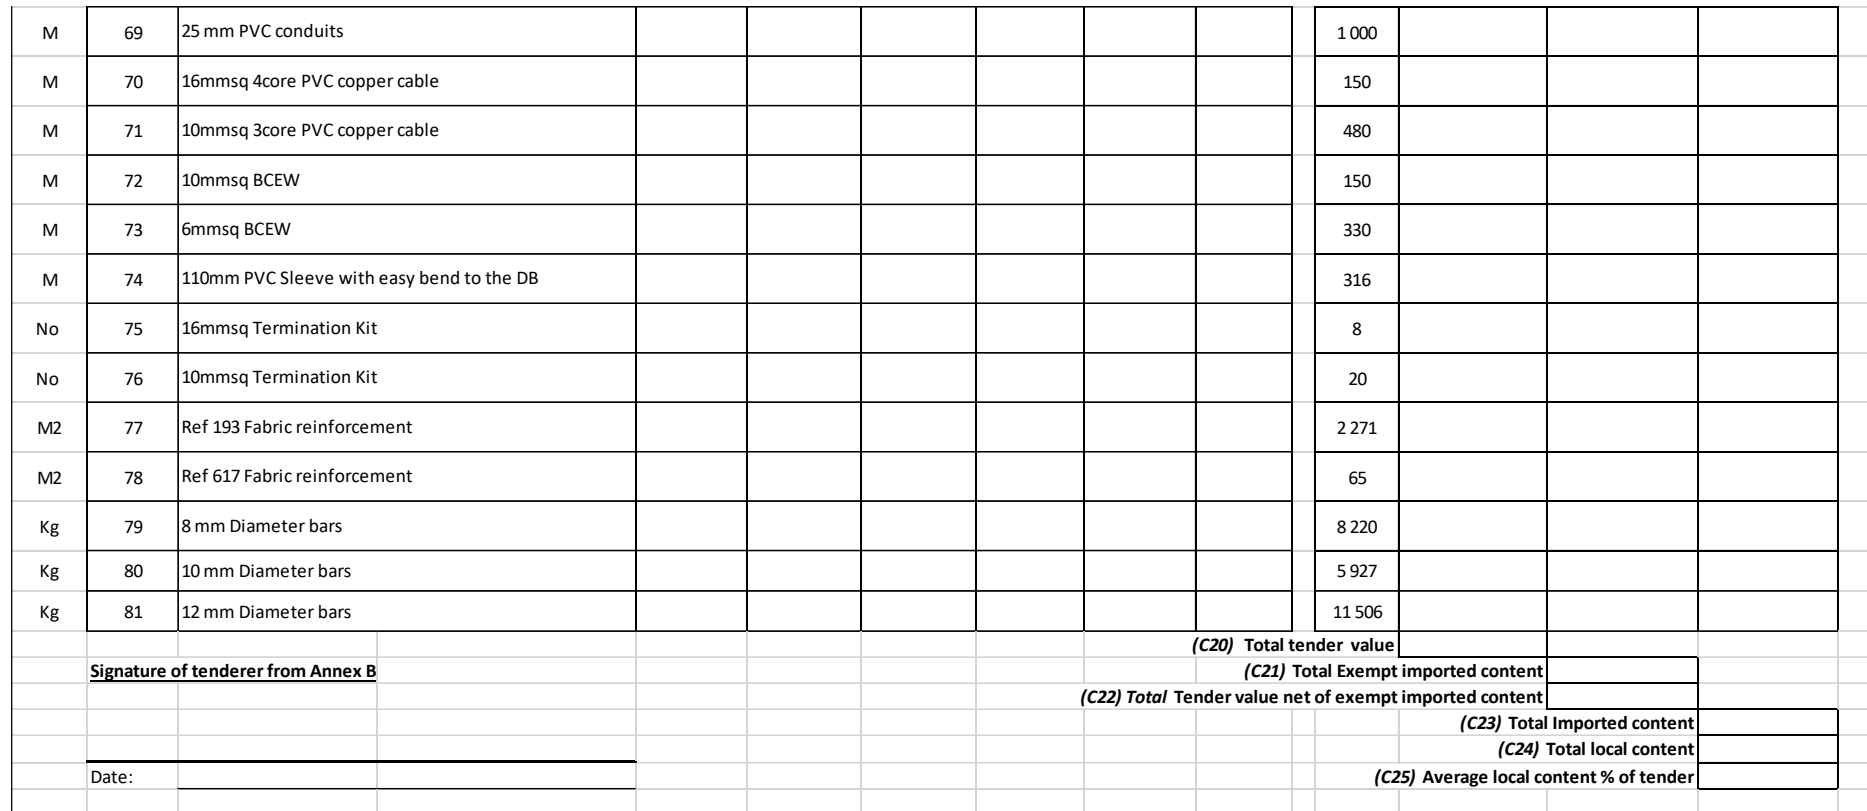 M 69 25 mm PVC conduits 1 000
M 70 16mmsq 4core PVC copper cable 150
M 71 10mmsq 3core PVC copper cable 480
M 72 10mmsq BCEW 150
M 73 6mmsq BCEW 330
M 74 110mm PVC Sleeve with easy bend to the DB 316
No 75 16mmsq Termination Kit 8
No 76 10mmsq Termination Kit 20
M2 77 Ref 193 Fabric reinforcement 2 271
M2 78 Ref 617 Fabric reinforcement 65
Kg 79 8 mm Diameter bars 8 220
Kg 80 10 mm Diameter bars 5 927
Kg 81 12 mm Diameter bars 11 506
(C20) Total tender value
Signature of tenderer from Annex B (C21) Total Exempt imported content
(C22) Total Tender value net of exempt imported content
(C23) Total Imported content
(C24) Total local content
Date: (C25) Average local content % of tender